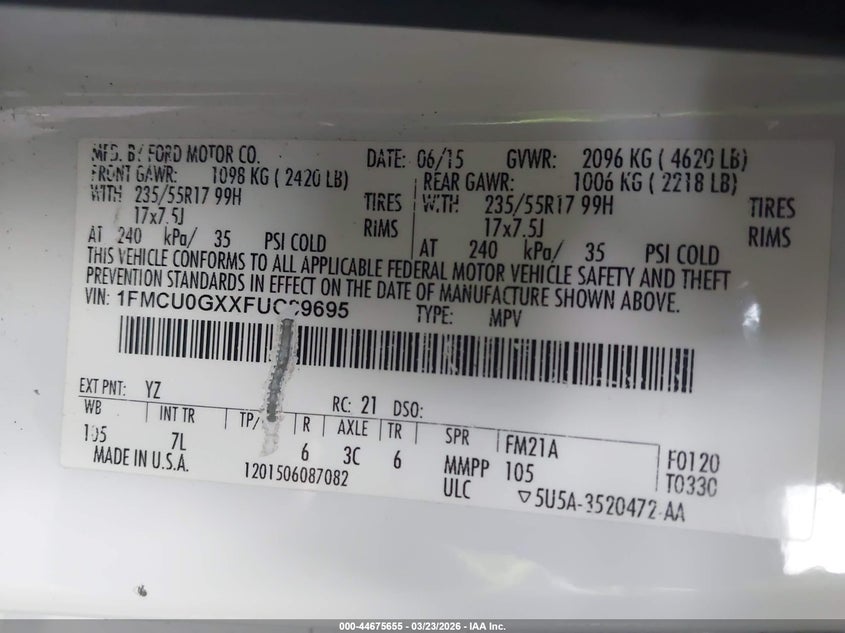 MFD. BY FORD MOTOR CO. DATE: 06/15 GVWR: 2096 KG ( 4620 LB)
FRONT GAWR: 1098 KG ( 2420 LB) REAR GAWR: 1006 KG ( 2218 LB)
WITH 235/55R17 99H TIRES WITH 235/55R17 99H TIRES
17x7.5J RIMS 17x7.5J RIMS
AT 240 kPa/ 35 PSI COLD AT 240 kPa/ 35 PSI COLD
THIS VEHICLE CONFORMS TO ALL APPLICABLE FEDERAL MOTOR VEHICLE SAFETY AND THEFT
PREVENTION STANDARDS IN EFFECT ON THE DATE OF MANUFACTURE SHOWN ABOVE.
VIN: 1FMCU0GXXFUC89695 TYPE: MPV
EXT PNT: YZ RC: 21 DSO:
WB INT TR TP/ R AXLE TR SPR FM21A F0120
105 7L 6 3C 6 MMPP 105 T0330
MADE IN U.S.A. 1201506087082 ULC ▽5U5A-3520472-AA
000-44675655 | 03/23/2026 | IAA Inc.